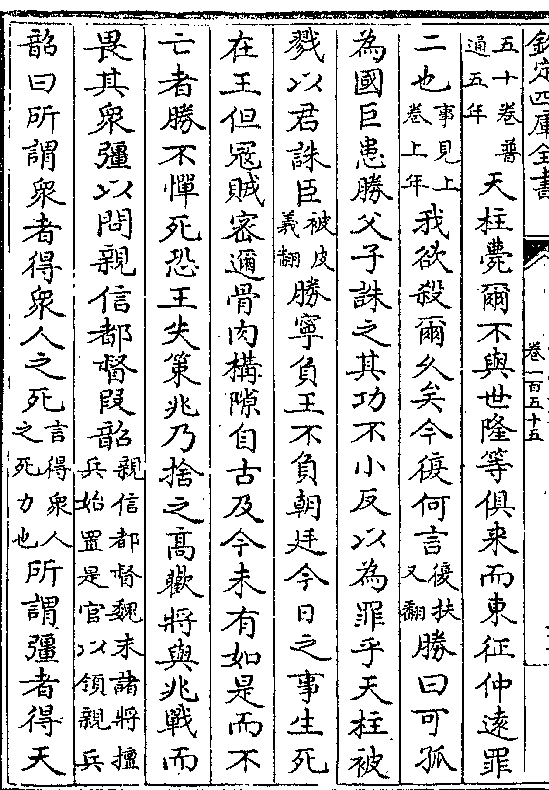 欽定四庫全書
卷一百五十五
五十卷普通五年天柱薨爾不與世隆等俱来而東征仲逺罪
二也事見上卷上年我欲殺爾乆矣今復何言復扶又翻勝曰可孤
為國巨患勝父子誅之其功不小反以為罪乎天柱被
戮以君誅臣被皮義翻勝寧負王不負朝廷今日之事生死
在王但宼賊宻邇骨肉構隙自古及今未有如是而不
亡者勝不憚死恐王失策兆乃捨之高歡將與兆戰而
畏其衆彊以問親信都督叚韶親信都督魏末諸將擅兵始置是官以領親兵
韶曰所謂衆者得衆人之死言得衆人之死力也所謂彊者得天